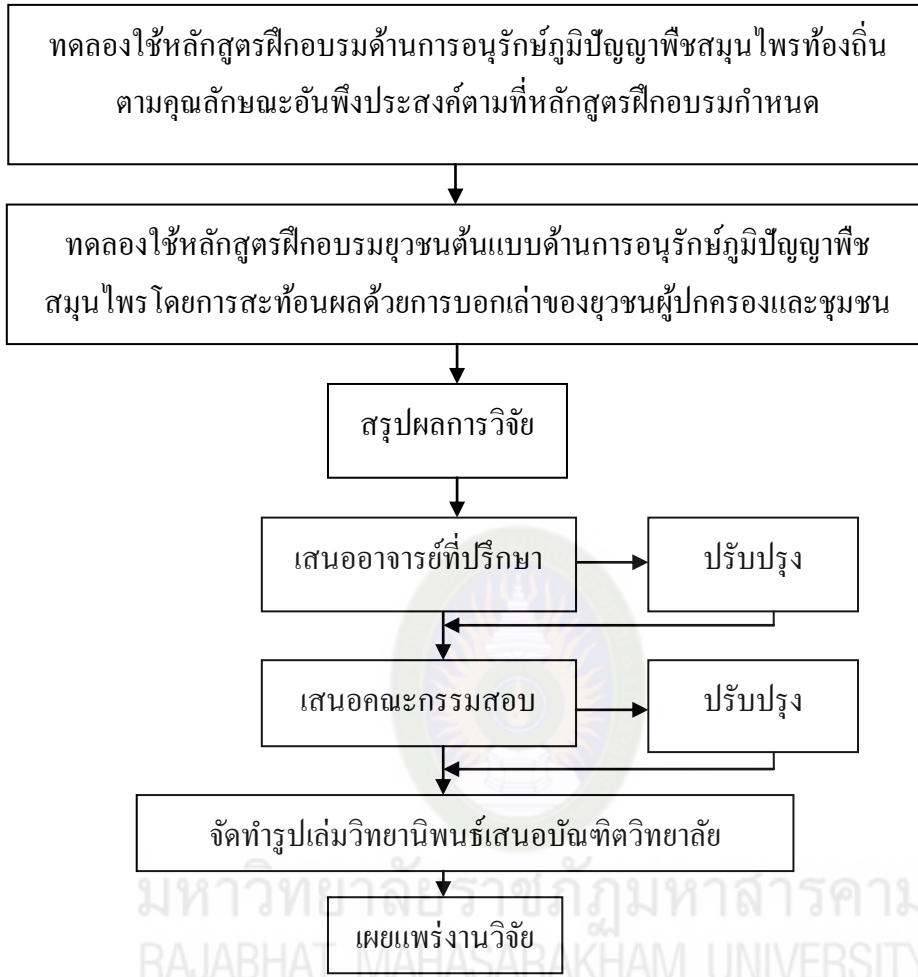 ทดลองใช้หลักสูตรฝึกอบรมด้านการอนุรักษ์ภูมิปัญญาพืชสมุนไพรท้องถิ่น
ตามคุณลักษณะอันพึงประสงค์ตามที่หลักสูตรฝึกอบรมกำหนด
ทดลองใช้หลักสูตรฝึกอบรมยุวชนต้นแบบด้านการอนุรักษ์ภูมิปัญญาพืช
สมุนไพรโดยการสะท้อนผลด้วยการบอกเล่าของยุวชนผู้ปกครองและชุมชน
สรุปผลการวิจัย
เสนออาจารย์ที่ปรึกษา
ปรับปรุง
เสนอคณะกรรมสอบ
ปรับปรุง
จัดทำรูปเล่มวิทยานิพนธ์เสนอบัณฑิตวิทยาลัย
มหาวิทยาลัยราชภัฏมหาสารคาม
เผยแพร่งานวิจัย
RAJABHAT MAHASARAKHAM UNIVERSITY